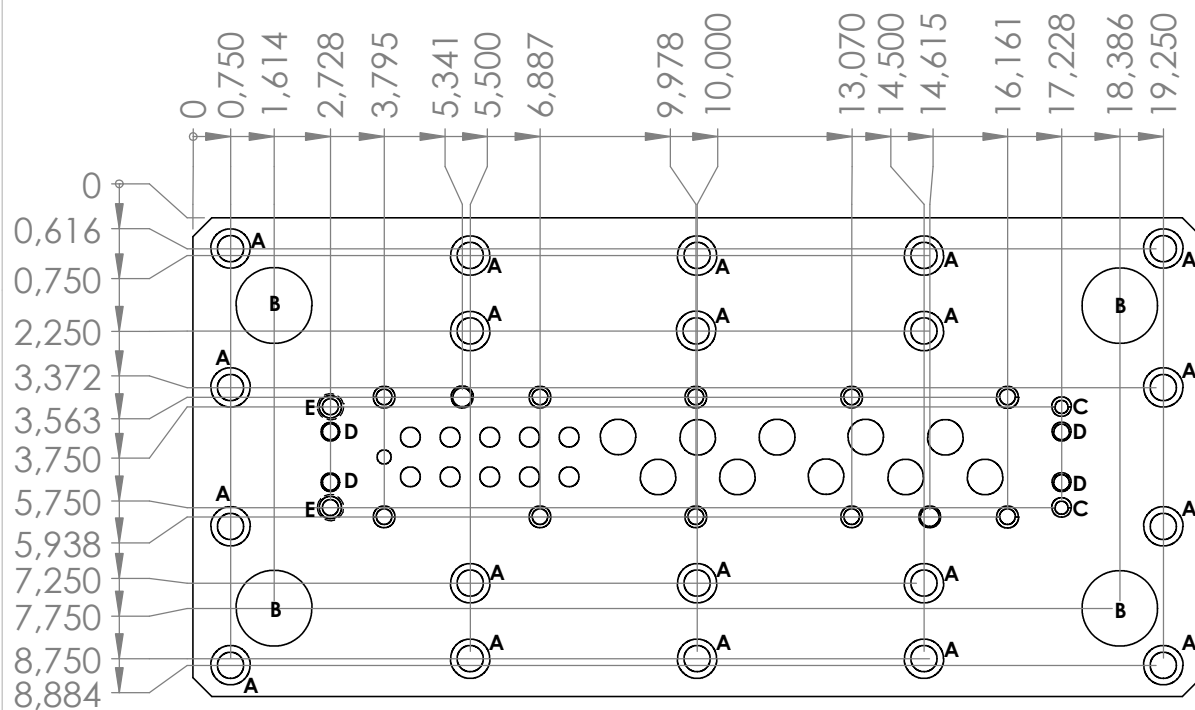 0
0,750
1,614
2,728
3,795
5,341
5,500
6,887
9,978
10,000
13,070
14,500
14,615
16,161
17,228
18,386
19,250
0
0,616
0,750
2,250
3,372
3,563
3,750
5,750
5,938
7,250
7,750
8,750
8,884
A A A A A
B B
A A A
A A
E C
D D
D D
E C
A A
A A A
B B
A A A A A